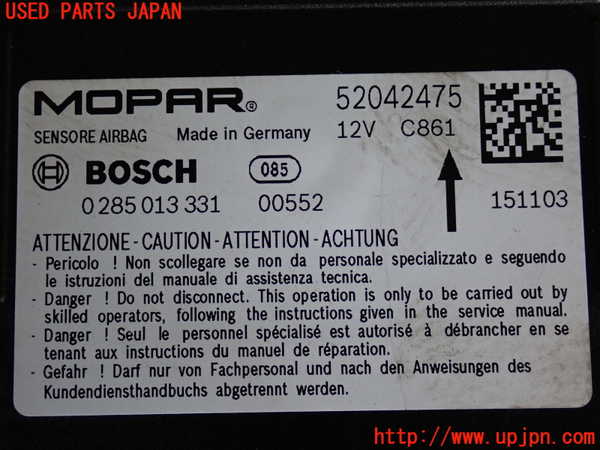 USED PARTS JAPAN
MOPAR®
52042475
SENSORE AIRBAG Made in Germany 12V C861
BOSCH 085
0 285 013 331 00552 151103
ATTENZIONE - CAUTION - ATTENTION - ACHTUNG
- Pericolo ! Non scollegare se non da personale specializzato e seguendo
le istruzioni del manuale di assistenza tecnica.
- Danger ! Do not disconnect. This operation is only to be carried out by
skilled operators, following the instructions given in the service manual.
- Danger ! Seul le personnel spécialisé est autorisé à débrancher en se
tenant aux instructions du manuel de réparation.
- Gefahr ! Darf nur von Fachpersonal und nach den Anweisungen des
Kundendiensthandbuchs abgetrennt werden.
http://www.upjpn.com/